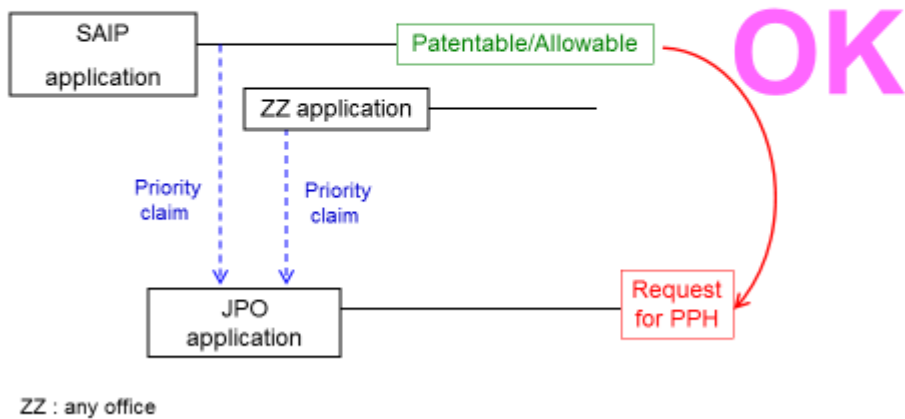 SAIP
application
Patentable/Allowable
OK
ZZ application
Priority
claim
Priority
claim
JPO
application
Request
for PPH
ZZ : any office